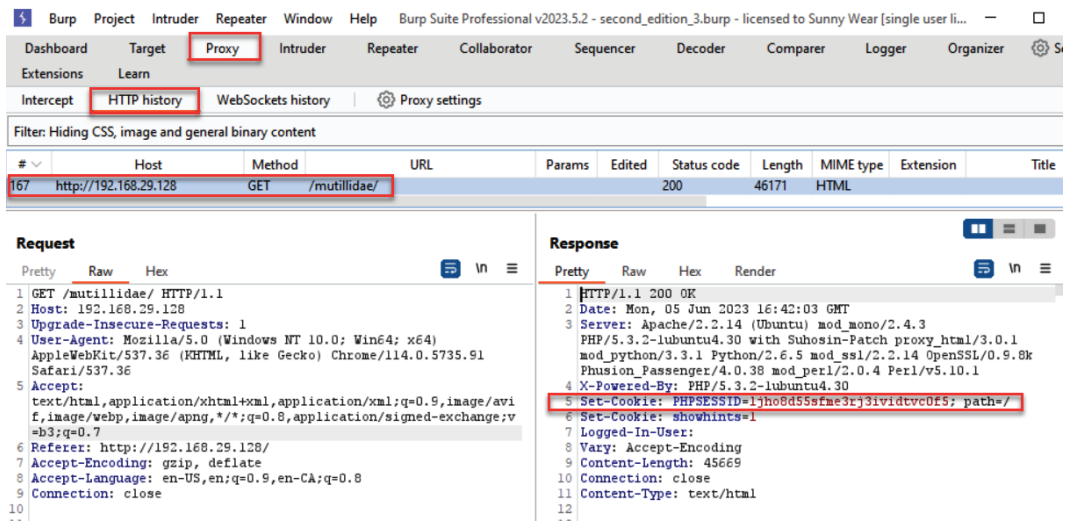 Burp Project Intruder Repeater Window Help Burp Suite Professional v2023.5.2 - second_edition_3.burp - licensed to Sunny Wear [single user li...
Dashboard Target Proxy Intruder Repeater Collaborator Sequencer Decoder Comparer Logger Organizer
Extensions Learn
Intercept HTTP history WebSockets history Proxy settings
Filter: Hiding CSS, image and general binary content
# Host Method URL Params Edited Status code Length MIME type Extension Title
167 http://192.168.29.128 GET /mutillidae/ 200 46171 HTML
Request
Pretty Raw Hex \n
1 GET /mutillidae/ HTTP/1.1
2 Host: 192.168.29.128
3 Upgrade-Insecure-Requests: 1
4 User-Agent: Mozilla/5.0 (Windows NT 10.0; Win64; x64)
AppleWebKit/537.36 (KHTML, like Gecko) Chrome/114.0.5735.91
Safari/537.36
5 Accept:
text/html,application/xhtml+xml,application/xml;q=0.9,image/avi
f,image/webp,image/apng,*/*;q=0.8,application/signed-exchange;v
=b3;q=0.7
6 Referer: http://192.168.29.128/
7 Accept-Encoding: gzip, deflate
8 Accept-Language: en-US,en;q=0.9,en-CA;q=0.8
9 Connection: close
10
Response
Pretty Raw Hex Render \n
1 HTTP/1.1 200 OK
2 Date: Mon, 05 Jun 2023 16:42:03 GMT
3 Server: Apache/2.2.14 (Ubuntu) mod_mono/2.4.3
PHP/5.3.2-1ubuntu4.30 with Suhosin-Patch proxy_html/3.0.1
mod_python/3.3.1 Python/2.6.5 mod_ssl/2.2.14 OpenSSL/0.9.8k
Phusion_Passenger/4.0.38 mod_perl/2.0.4 Perl/v5.10.1
4 X-Powered-By: PHP/5.3.2-1ubuntu4.30
5 Set-Cookie: PHPSESSID=ljho8d55sfme3rj3ividtvc0f5; path=/
6 Set-Cookie: showhints=1
7 Logged-In-User:
8 Vary: Accept-Encoding
9 Content-Length: 45669
10 Connection: close
11 Content-Type: text/html
12